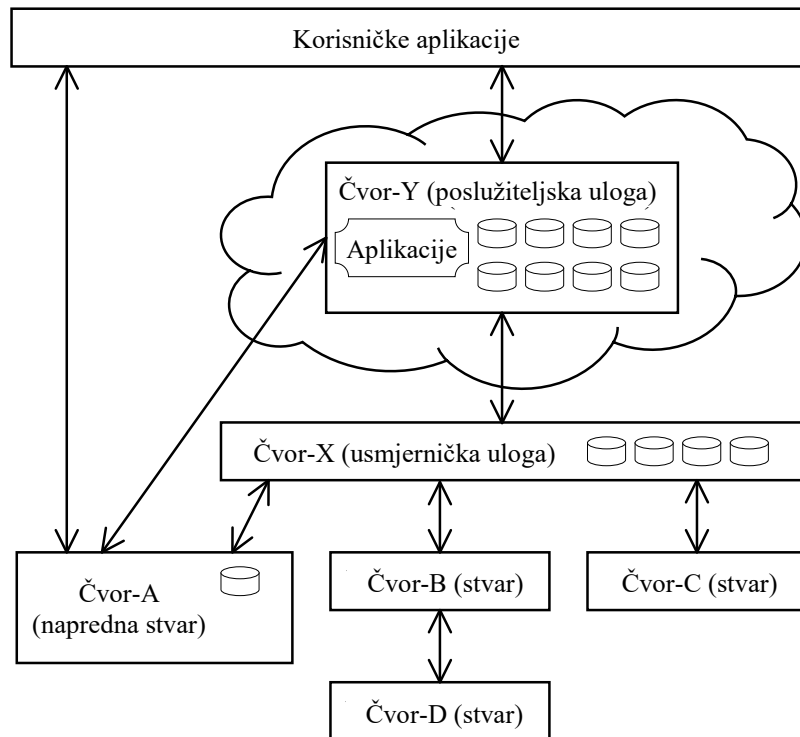 Korisničke aplikacije
Čvor-Y (poslužiteljska uloga)
Aplikacije
Čvor-X (usmjernička uloga)
Čvor-A
(napredna stvar)
Čvor-B (stvar)
Čvor-C (stvar)
Čvor-D (stvar)